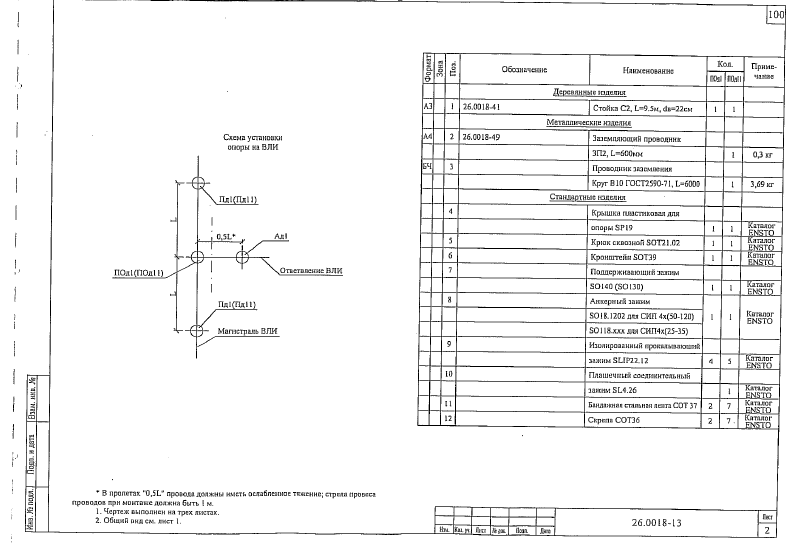 100
Формат Зона Поз. Обозначение Наименование Кол. Приме-
ПОд1 ПОд11 чание
Деревянные изделия
А3 1 26.0018-41 Стойка С2, L=9.5м, dв=22см 1 1
Металлические изделия
А4 2 26.0018-49 Заземляющий проводник
ЗП2, L=600мм 1 0,3 кг
БЧ 3 Проводник заземления
Круг В10 ГОСТ2590-71, L=6000 1 3,69 кг
Стандартные изделия
4 Крышка пластиковая для
опоры SP19 1 1 Каталог ENSTO
5 Крюк сквозной SOT21.02 1 1 Каталог ENSTO
6 Кронштейн SOT39 1 1 Каталог ENSTO
7 Поддерживающий зажим
SO140 (SO130) 1 1 Каталог ENSTO
8 Анкерный зажим
SO18.1202 для СИП 4х(50-120) 1 1 Каталог ENSTO
SO118.ххх для СИП4х(25-35)
9 Изолированный прокалывающий
зажим SLIP22.12 4 5 Каталог ENSTO
10 Плашечный соединительный
зажим SL4.26 1 Каталог ENSTO
11 Бандажная стальная лента СОТ 37 2 7 Каталог ENSTO
12 Скрепа СОТ36 2 7 Каталог ENSTO
Схема установки
опоры на ВЛИ
Пд1(Пд11)
L
0,5L*
Ад1
ПОд1(ПОд11)
Ответвление ВЛИ
L
Пд1(Пд11)
Магистраль ВЛИ
* В пролетах "0,5L" провода должны иметь ослабленное тяжение; стрела провеса
проводов при монтаже должна быть 1 м.
1. Чертеж выполнен на трех листах.
2. Общий вид см. лист 1.
Взам. инв. №
Подп. и дата
Инв. № подл.
Изм. Кол. уч. Лист № док. Подп. Дата
26.0018-13
Лист
2